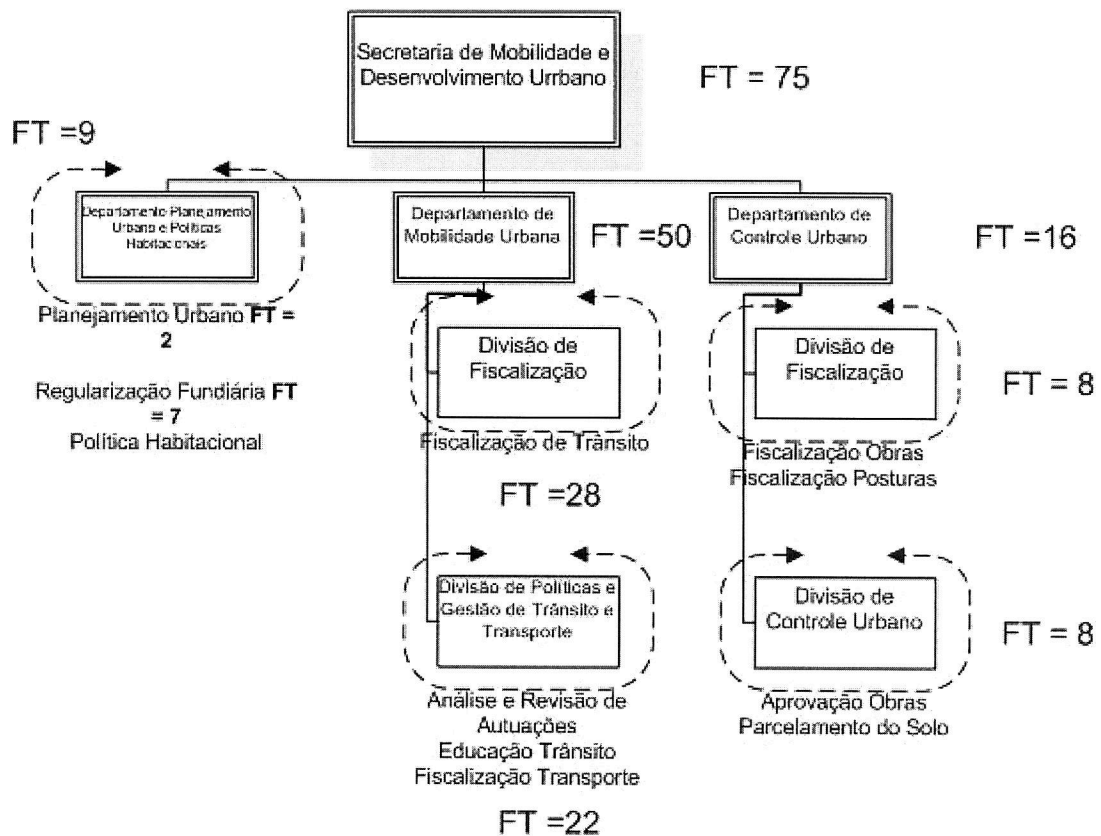 Secretaria de Mobilidade e
Desenvolvimento Urrbano
FT = 75
FT =9
Departamento Planejamento
Urbano e Políticas
Habitacionais
Planejamento Urbano FT =
2
Regularização Fundiária FT
= 7
Política Habitacional
Departamento de
Mobilidade Urbana
FT =50
Divisão de
Fiscalização
Fiscalização de Trânsito
FT =28
Divisão de Políticas e
Gestão de Trânsito e
Transporte
Análise e Revisão de
Autuações
Educação Trânsito
Fiscalização Transporte
FT =22
Departamento de
Controle Urbano
FT =16
Divisão de
Fiscalização
FT = 8
Fiscalização Obras
Fiscalização Posturas
Divisão de
Controle Urbano
FT = 8
Aprovação Obras
Parcelamento do Solo